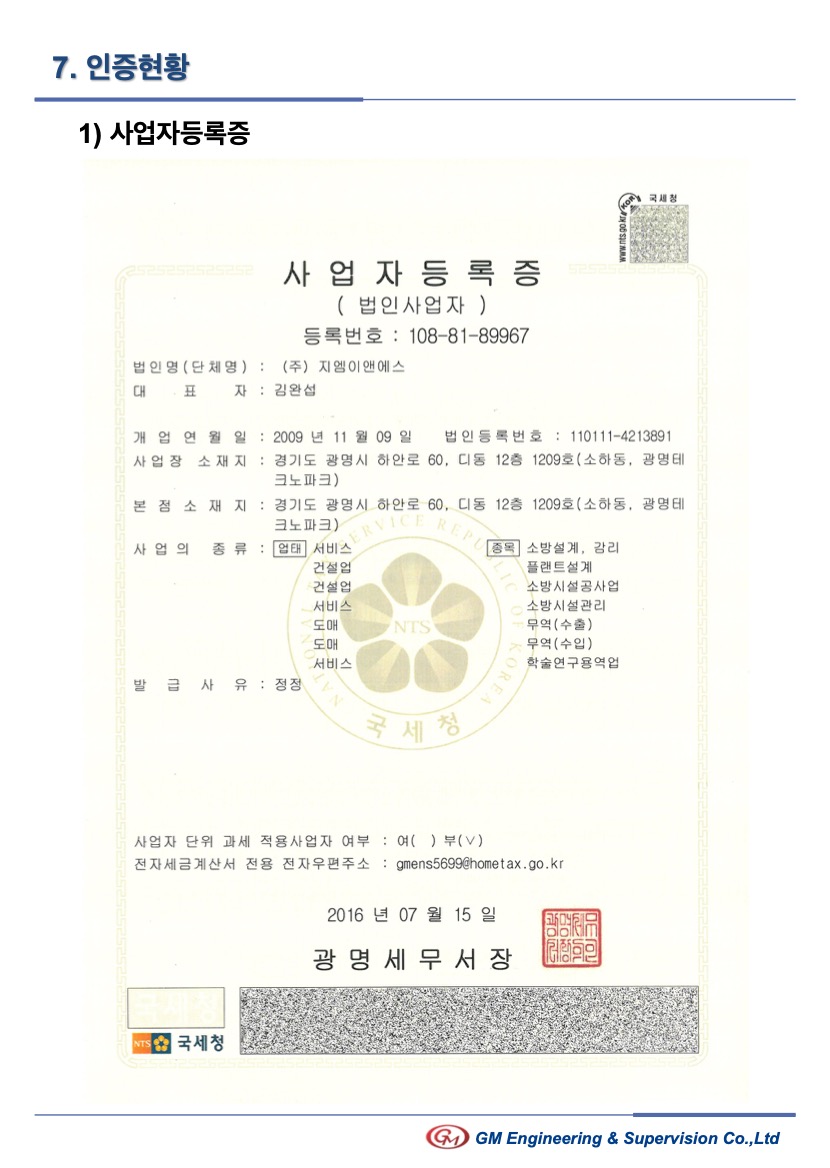 7. 인증현황
1) 사업자등록증
국세청
www.nts.go.kr
사업자등록증
( 법인사업자 )
등록번호 : 108-81-89967
법인명(단체명) : (주) 지엠이앤에스
대 표 자 : 김완섭
개 업 연 월 일 : 2009 년 11 월 09 일 법인등록번호 : 110111-4213891
사업장 소재지 : 경기도 광명시 하안로 60, 디동 12층 1209호(소하동, 광명테
크노파크)
본 점 소 재 지 : 경기도 광명시 하안로 60, 디동 12층 1209호(소하동, 광명테
크노파크)
사 업 의 종 류 : 업태 서비스 종목 소방설계, 감리
건설업 플랜트설계
건설업 소방시설공사업
서비스 소방시설관리
도매 무역(수출)
도매 무역(수입)
서비스 학술연구용역업
발 급 사 유 : 정정
NATIONAL TAX SERVICE REPUBLIC OF KOREA
NTS
국세청
사업자 단위 과세 적용사업자 여부 : 여( ) 부(∨)
전자세금계산서 전용 전자우편주소 : gmens5699@hometax.go.kr
2016 년 07 월 15 일
광명세무서장
국세청
NTS 국세청
GM GM Engineering & Supervision Co.,Ltd